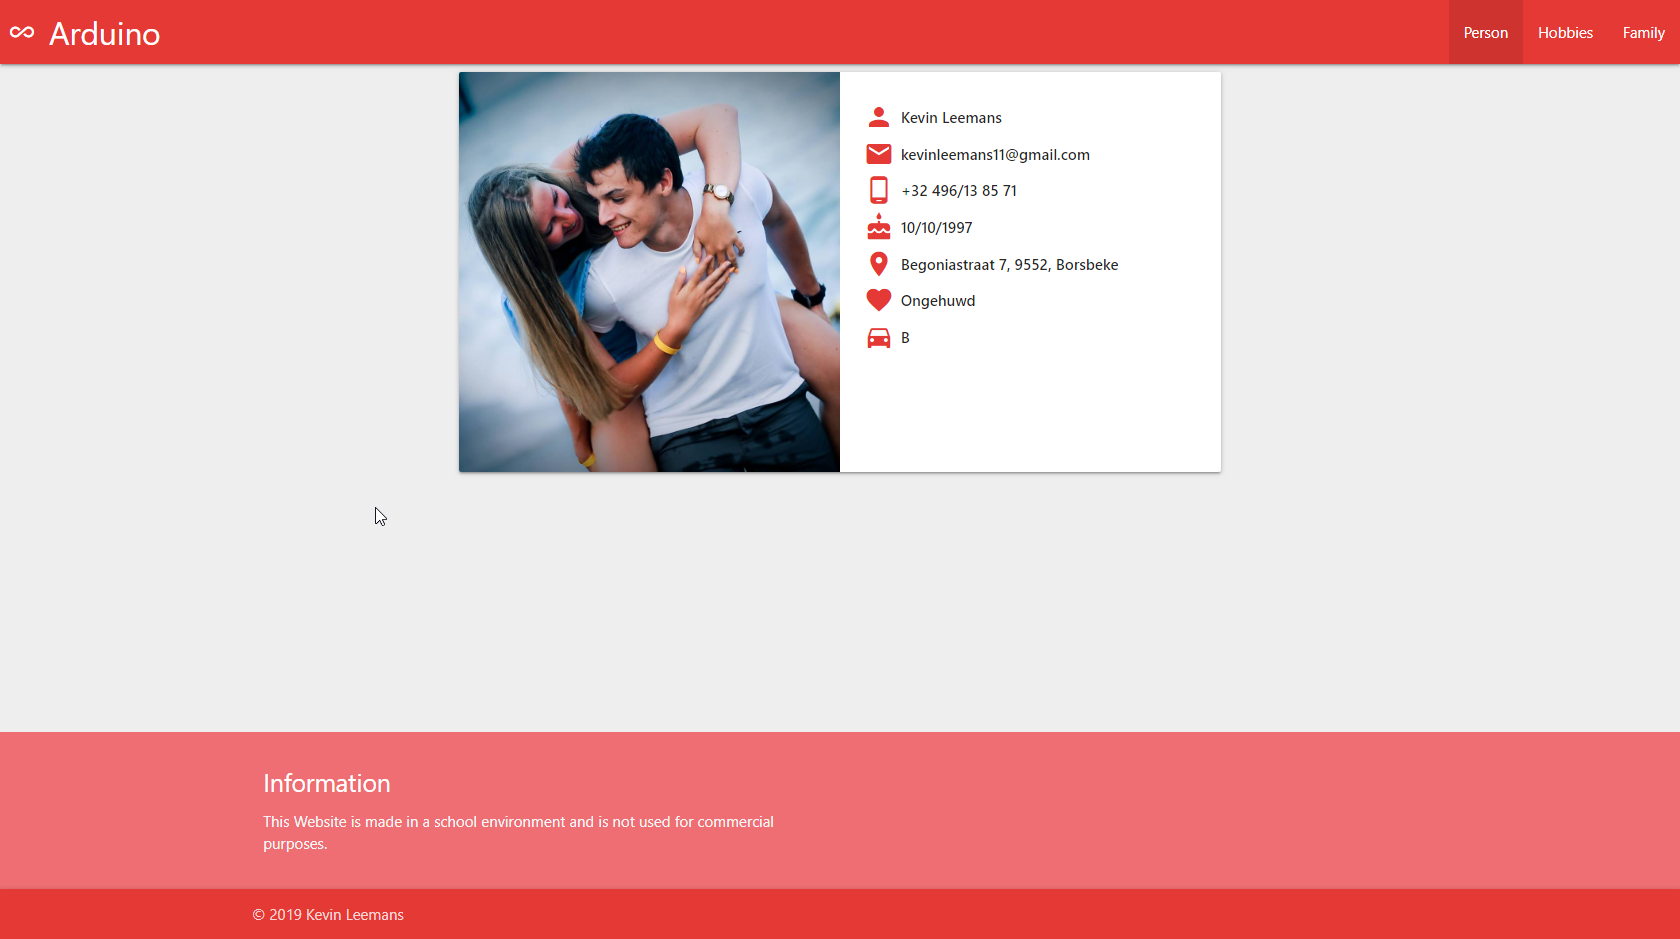 Arduino
Person
Hobbies
Family
Kevin Leemans
kevinleemans11@gmail.com
+32 496/13 85 71
10/10/1997
Begoniastraat 7, 9552, Borsbeke
Ongehuwd
B
Information
This Website is made in a school environment and is not used for commercial
purposes.
© 2019 Kevin Leemans